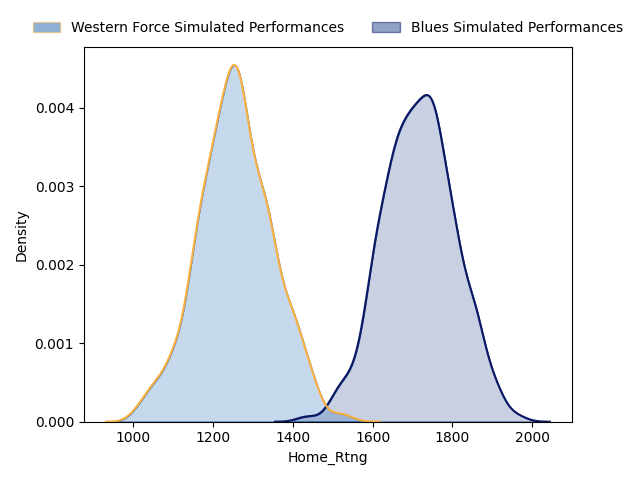 Western Force Simulated Performances
Blues Simulated Performances
0.004
0.003
0.002
0.001
0.000
Density
1000 1200 1400 1600 1800 2000
Home_Rtng